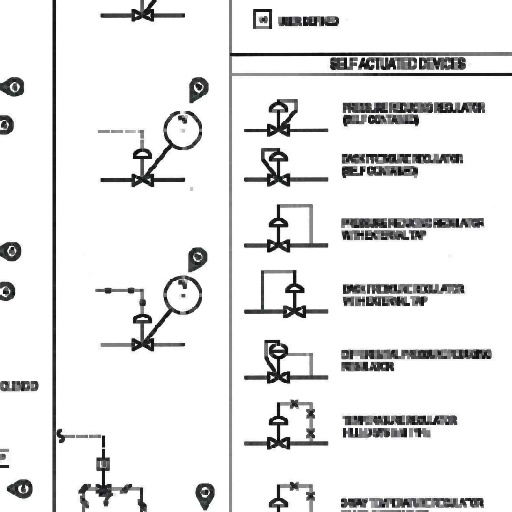 USER DEFINED
SELF ACTUATED DEVICES
PRESSURE REDUCING REGULATOR
(SELF CONTAINED)
BACK PRESSURE REGULATOR
(SELF CONTAINED)
PRESSURE REDUCING REGULATOR
WITH EXTERNAL TAP
BACK PRESSURE REGULATOR
WITH EXTERNAL TAP
DIFFERENTIAL PRESSURE REDUCING
REGULATOR
TEMPERATURE REGULATOR
FILLED SYSTEM TYPE
3-WAY TEMPERATURE REGULATOR